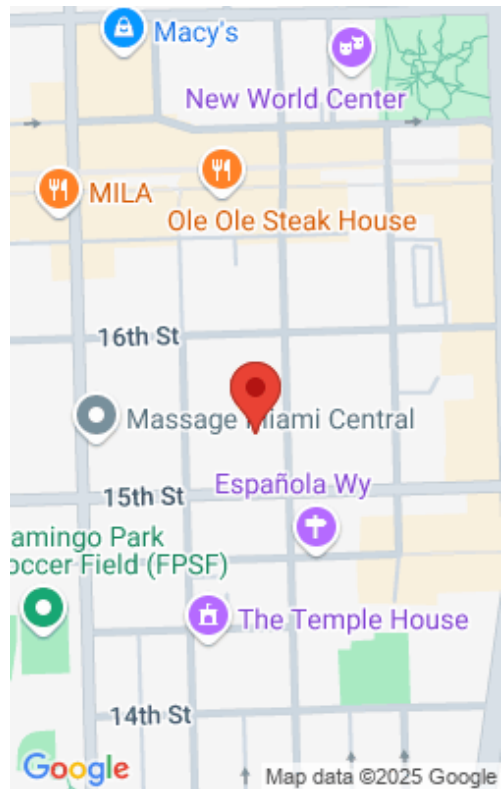 Macy's
New World Center
MILA
Ole Ole Steak House
16th St
Massage Miami Central
15th St
Española Wy
amingo Park
occer Field (FPSF)
The Temple House
14th St
Google
Map data ©2025 Google